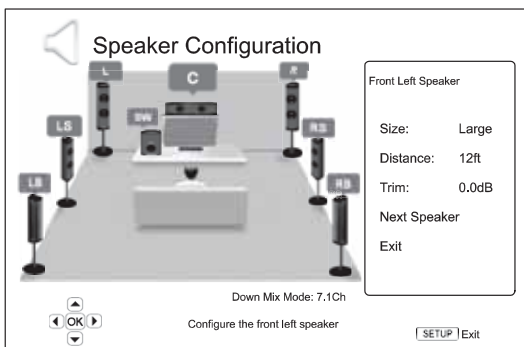 Speaker Configuration
L
C
R
SW
LS
RS
LB
RB
Front Left Speaker
Size: Large
Distance: 12ft
Trim: 0.0dB
Next Speaker
Exit
Down Mix Mode: 7.1Ch
OK
Configure the front left speaker
SETUP Exit